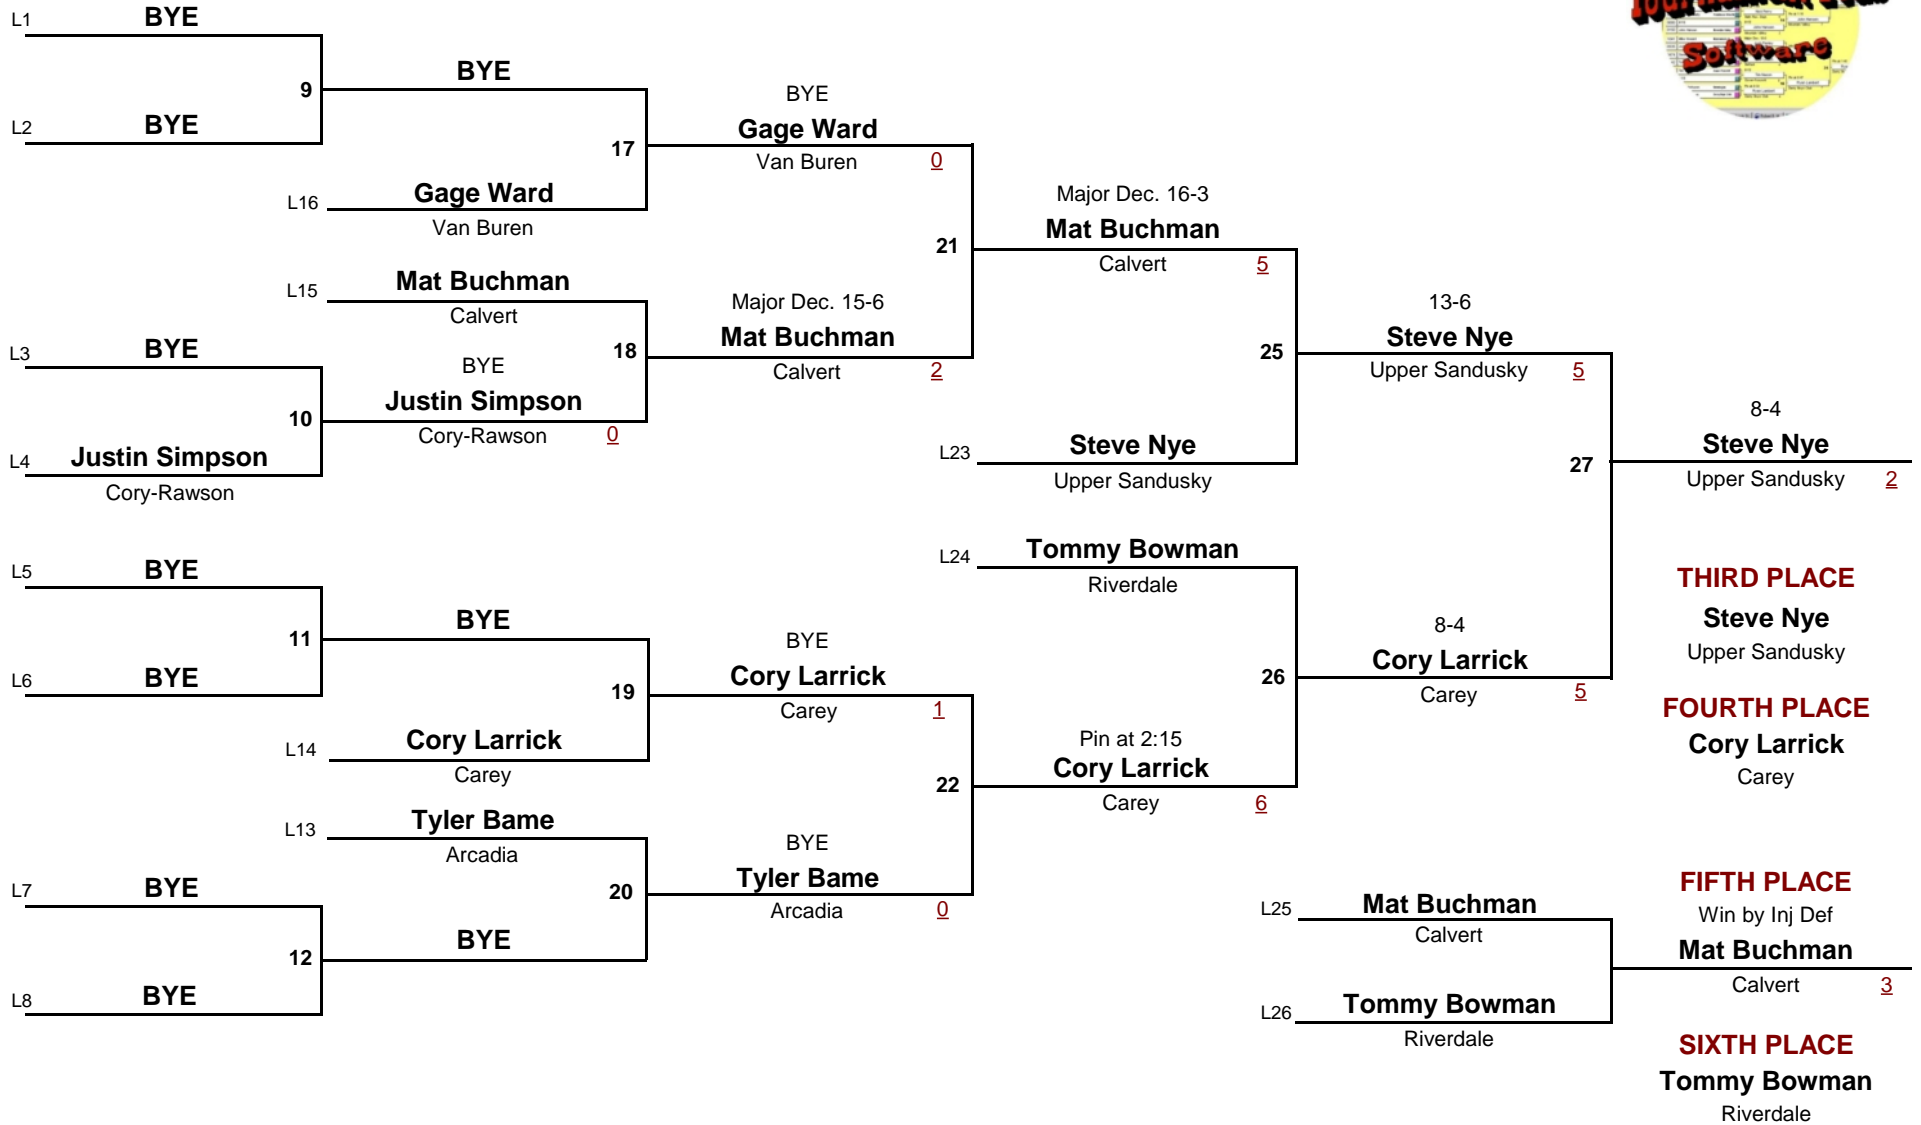 L1 BYE
9
BYE
L2 BYE
17
BYE
Gage Ward
Van Buren 0
L16 Gage Ward
Van Buren
21
Major Dec. 16-3
Mat Buchman
Calvert 5
L15 Mat Buchman
Calvert
18
Major Dec. 15-6
Mat Buchman
Calvert 2
L3 BYE
10
BYE
Justin Simpson
Cory-Rawson 0
L4 Justin Simpson
Cory-Rawson
25
13-6
Steve Nye
Upper Sandusky 5
L23 Steve Nye
Upper Sandusky
27
8-4
Steve Nye
Upper Sandusky 2
L5 BYE
11
BYE
L6 BYE
19
BYE
Cory Larrick
Carey 1
L14 Cory Larrick
Carey
L24 Tommy Bowman
Riverdale
26
8-4
Cory Larrick
Carey 5
22
Pin at 2:15
Cory Larrick
Carey 6
L13 Tyler Bame
Arcadia
20
BYE
Tyler Bame
Arcadia 0
L7 BYE
12
BYE
L8 BYE
THIRD PLACE
Steve Nye
Upper Sandusky
FOURTH PLACE
Cory Larrick
Carey
L25 Mat Buchman
Calvert
L26 Tommy Bowman
Riverdale
FIFTH PLACE
Win by Inj Def
Mat Buchman
Calvert 3
SIXTH PLACE
Tommy Bowman
Riverdale
Software